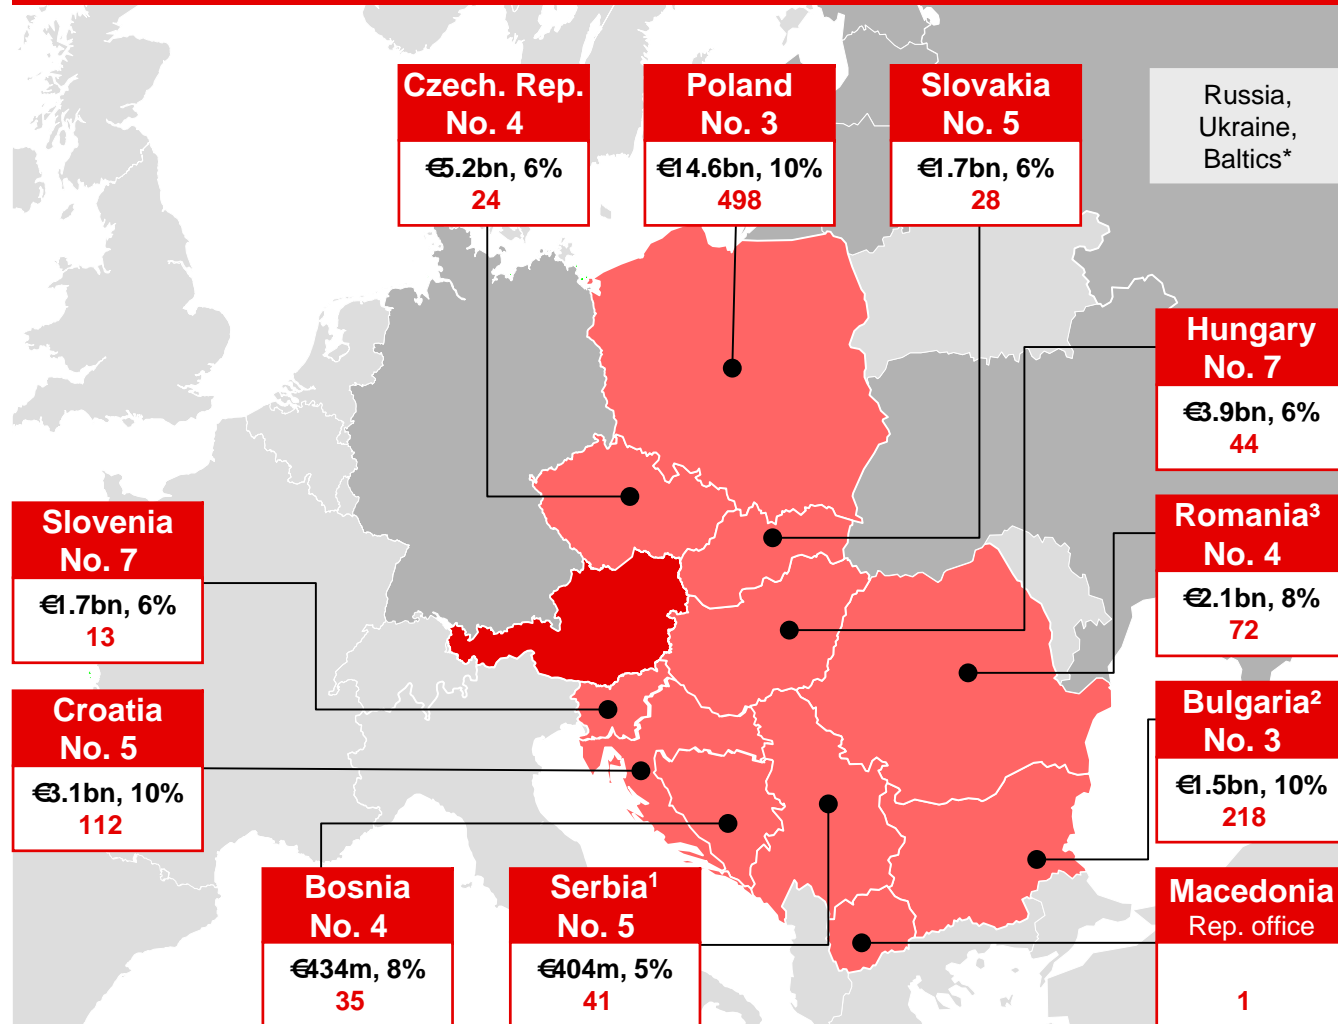 Czech. Rep.
No. 4
€5.2bn, 6%
24
Poland
No. 3
€14.6bn, 10%
498
Slovakia
No. 5
€1.7bn, 6%
28
Russia,
Ukraine,
Baltics*
Hungary
No. 7
€3.9bn, 6%
44
Slovenia
No. 7
€1.7bn, 6%
13
Romania³
No. 4
€2.1bn, 8%
72
Croatia
No. 5
€3.1bn, 10%
112
Bulgaria²
No. 3
€1.5bn, 10%
218
Bosnia
No. 4
€434m, 8%
35
Serbia¹
No. 5
€404m, 5%
41
Macedonia
Rep. office
1